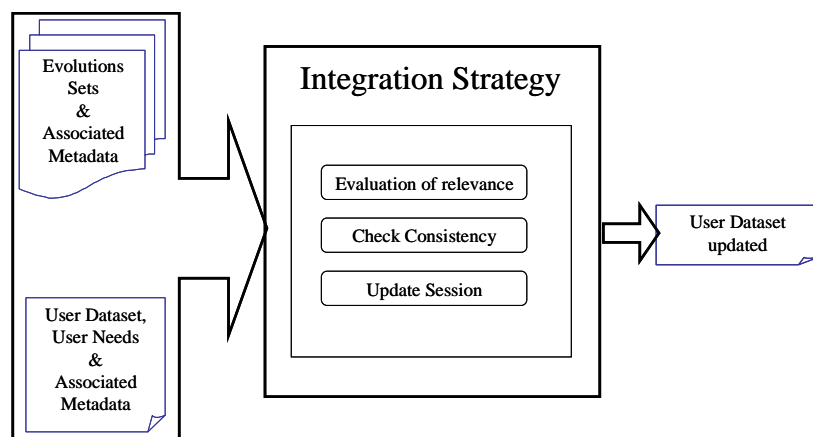 Evolutions
Sets
&
Associated
Metadata
User Dataset,
User Needs
&
Associated
Metadata
Integration Strategy
Evaluation of relevance
Check Consistency
Update Session
User Dataset
updated